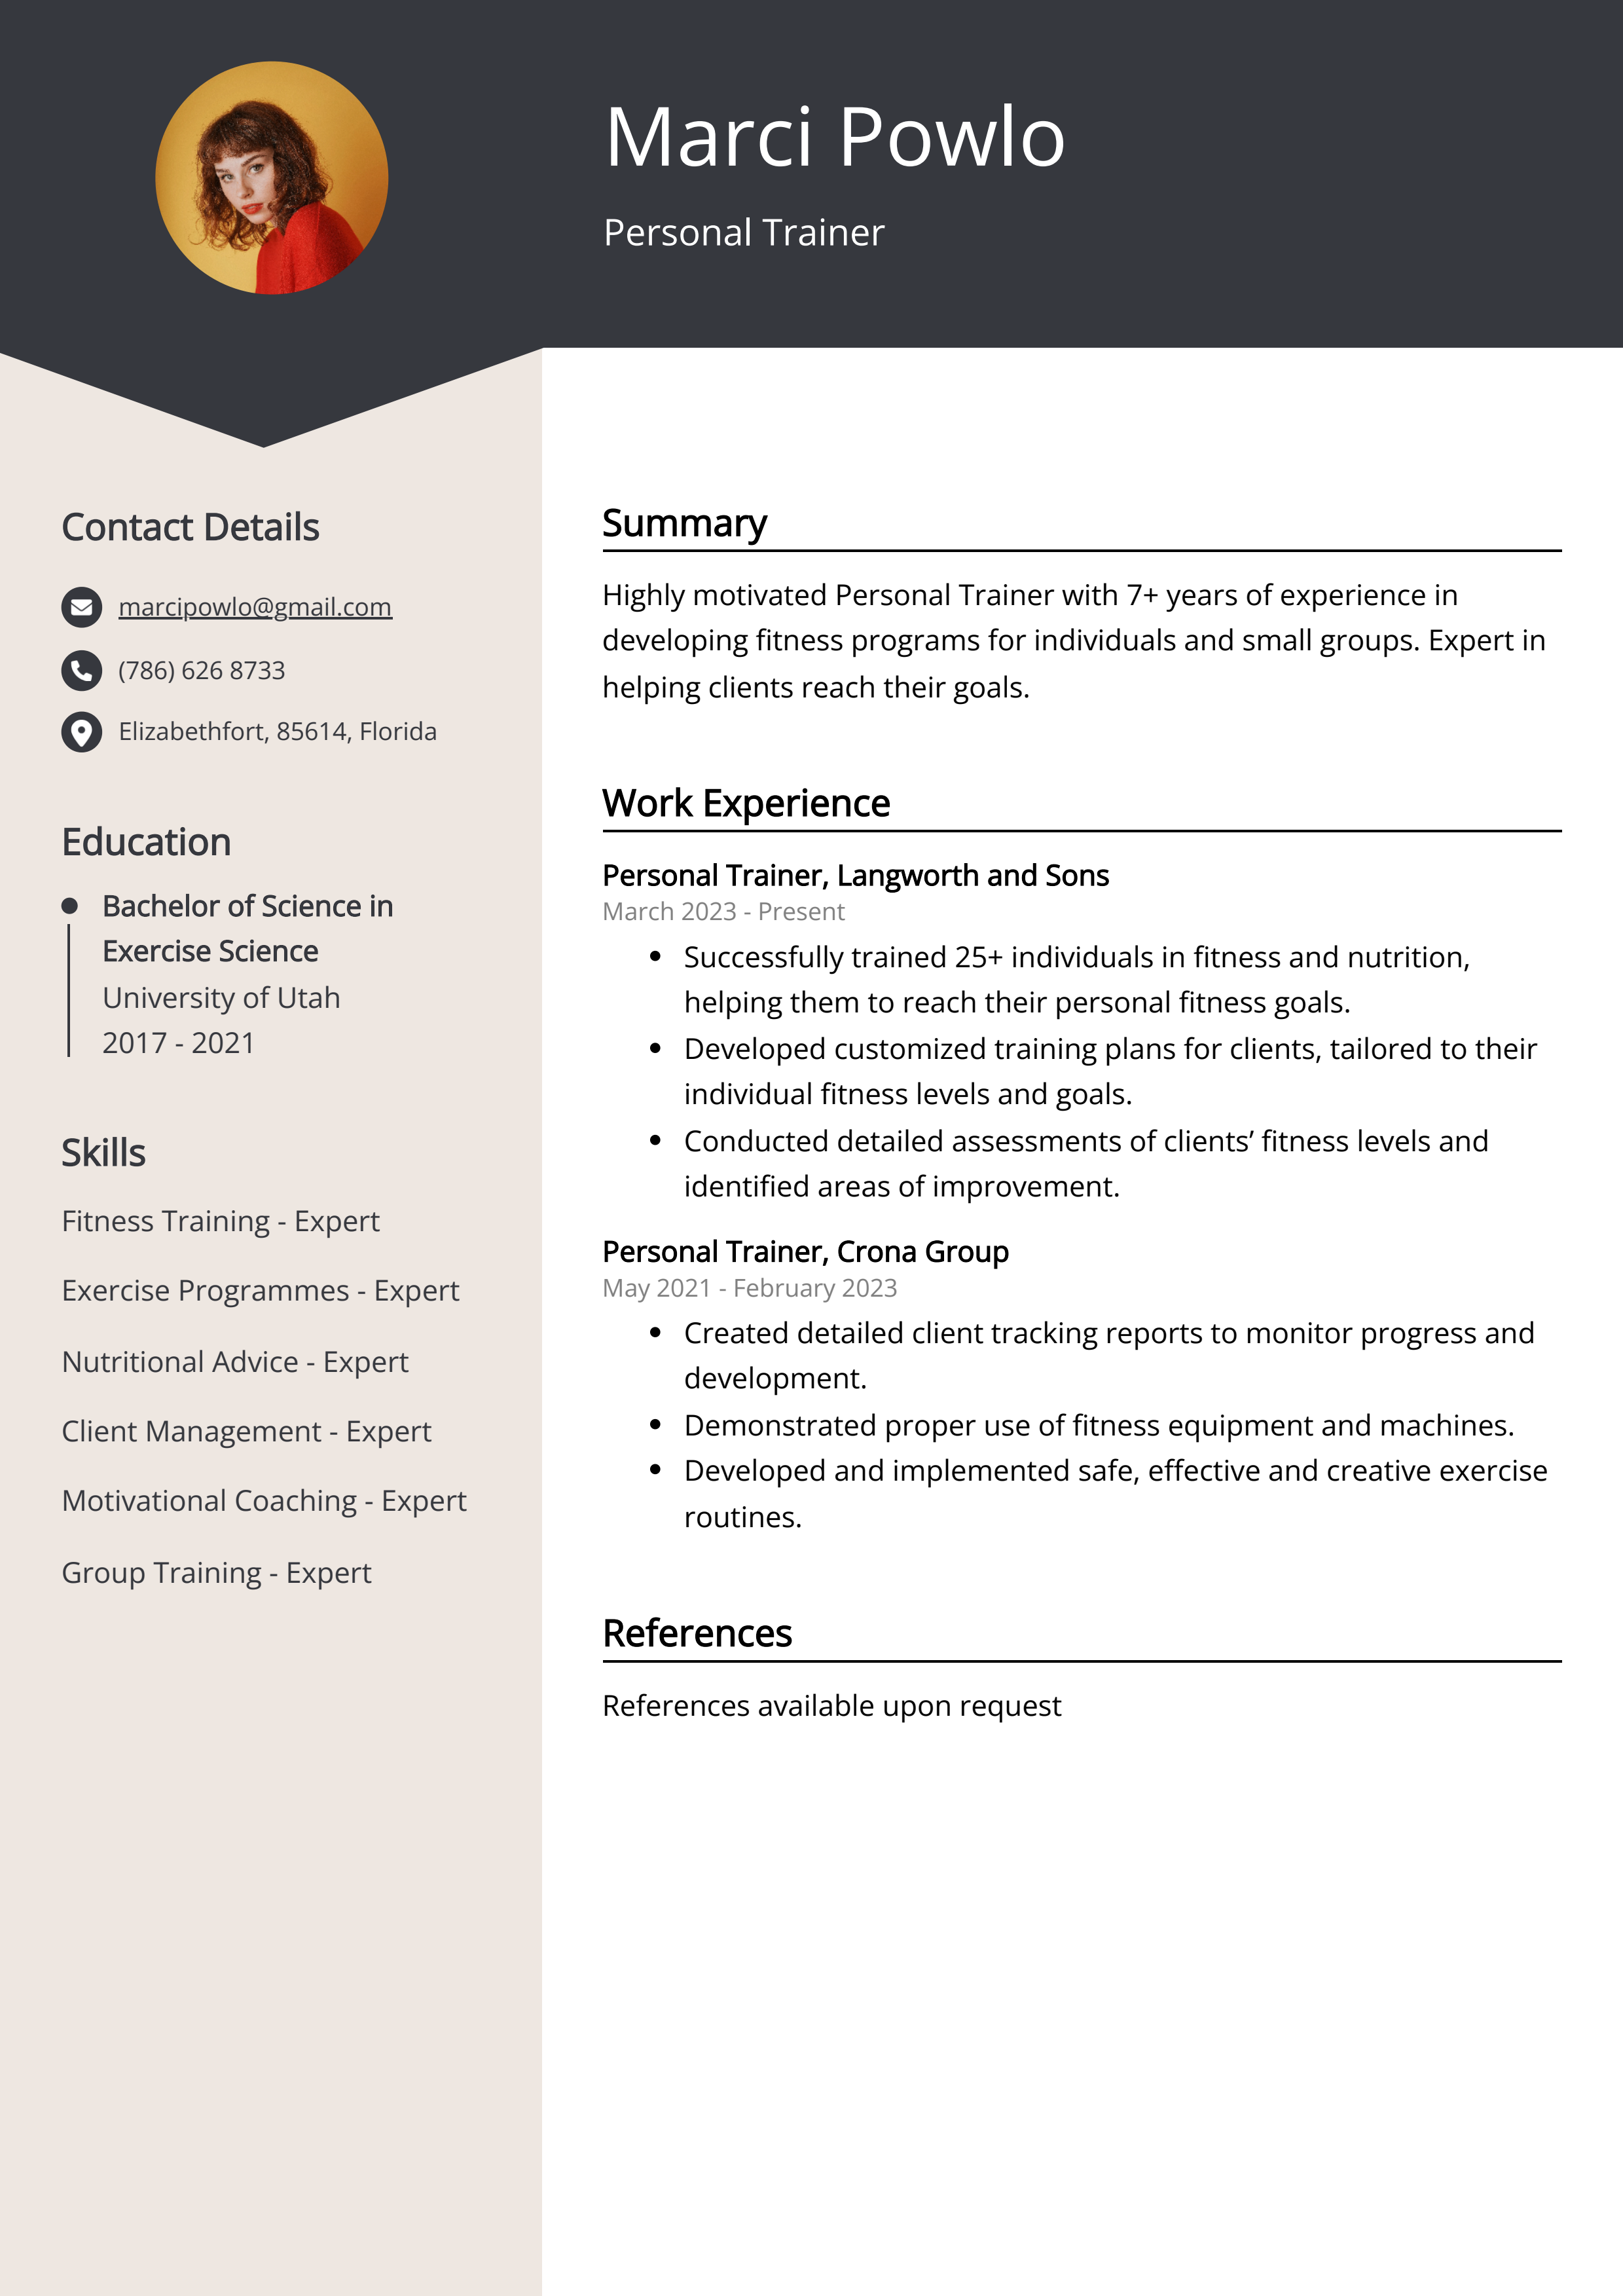 Marci Powlo
Personal Trainer
Contact Details
marcipowlo@gmail.com
(786) 626 8733
Elizabethfort, 85614, Florida
Education
Bachelor of Science in
Exercise Science
University of Utah
2017 - 2021
Skills
Fitness Training - Expert
Exercise Programmes - Expert
Nutritional Advice - Expert
Client Management - Expert
Motivational Coaching - Expert
Group Training - Expert
Summary
Highly motivated Personal Trainer with 7+ years of experience in
developing fitness programs for individuals and small groups. Expert in
helping clients reach their goals.
Work Experience
Personal Trainer, Langworth and Sons
March 2023 - Present
• Successfully trained 25+ individuals in fitness and nutrition,
helping them to reach their personal fitness goals.
• Developed customized training plans for clients, tailored to their
individual fitness levels and goals.
• Conducted detailed assessments of clients’ fitness levels and
identified areas of improvement.
Personal Trainer, Crona Group
May 2021 - February 2023
• Created detailed client tracking reports to monitor progress and
development.
• Demonstrated proper use of fitness equipment and machines.
• Developed and implemented safe, effective and creative exercise
routines.
References
References available upon request